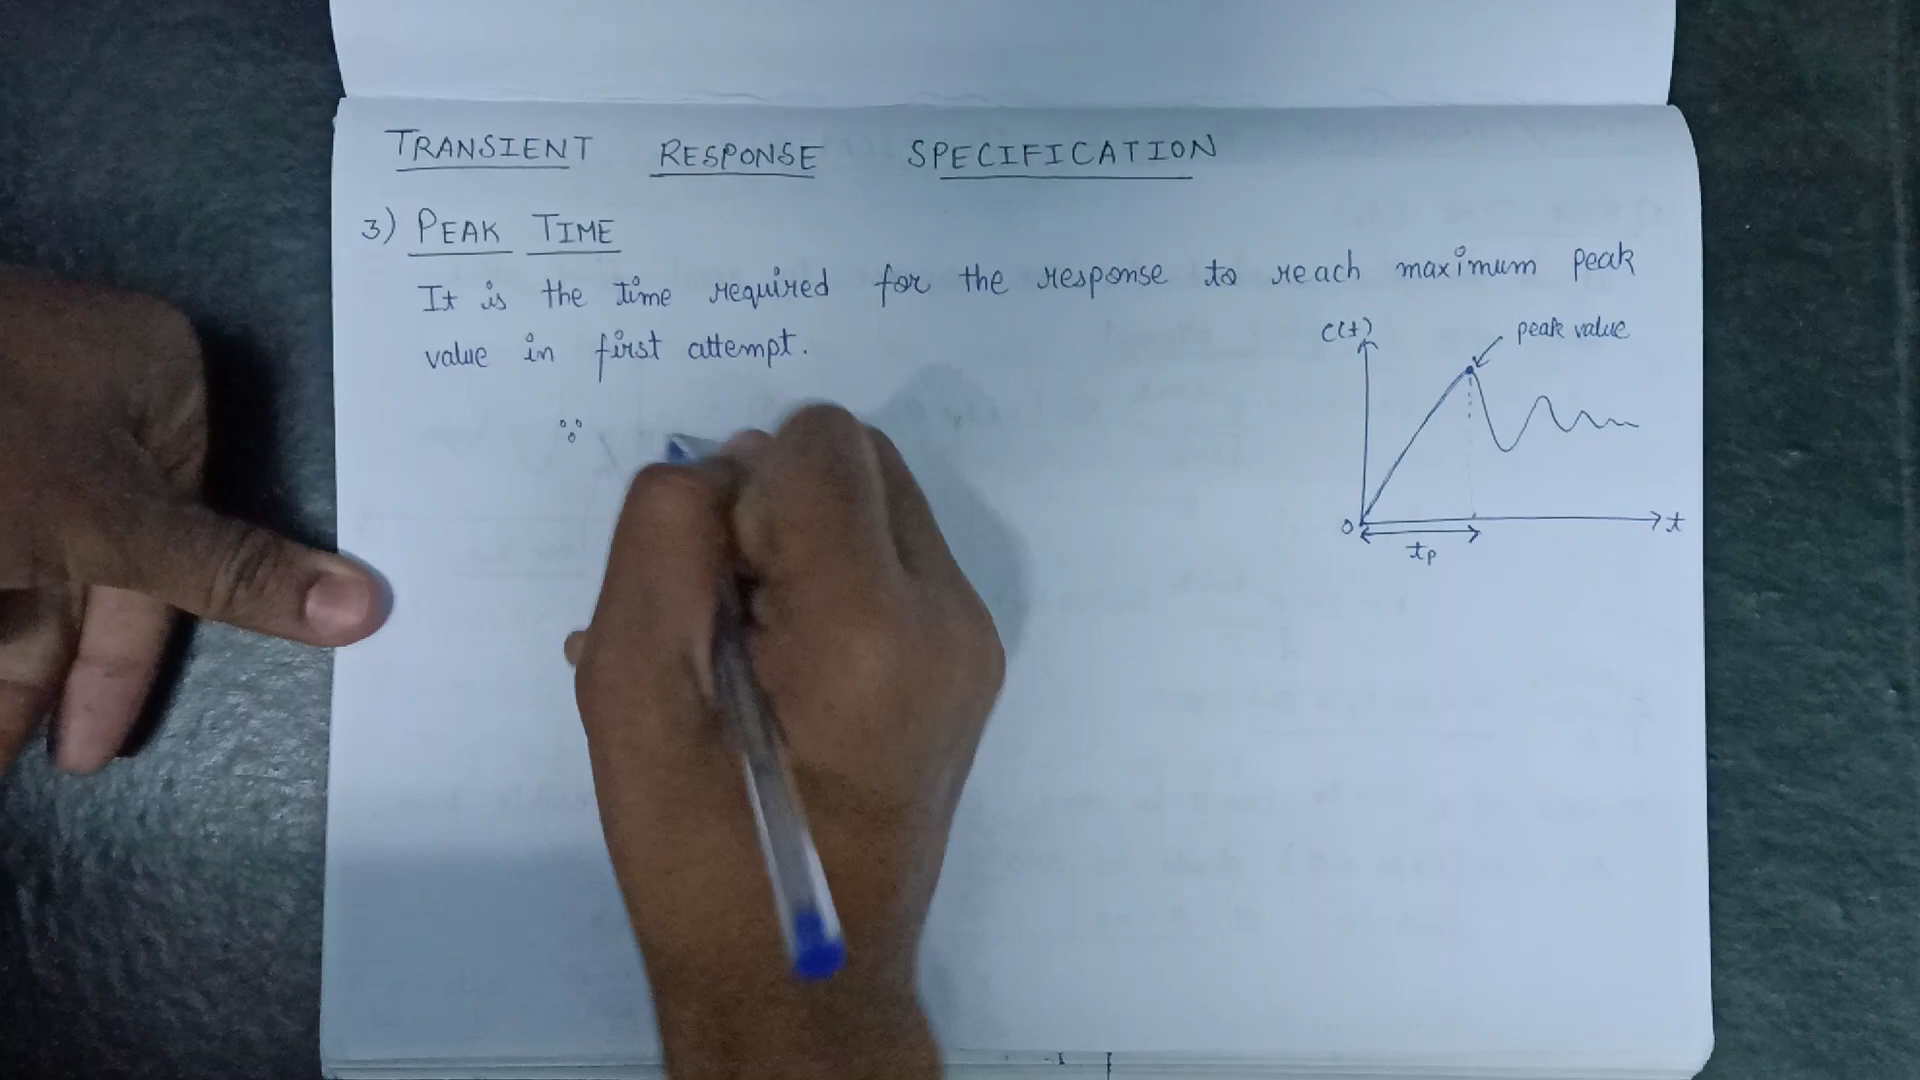 TRANSIENT RESPONSE SPECIFICATION
3) PEAK TIME
It is the time required for the response to reach maximum peak
value in first attempt.
c(t)
peak value
∵
0
t
tp